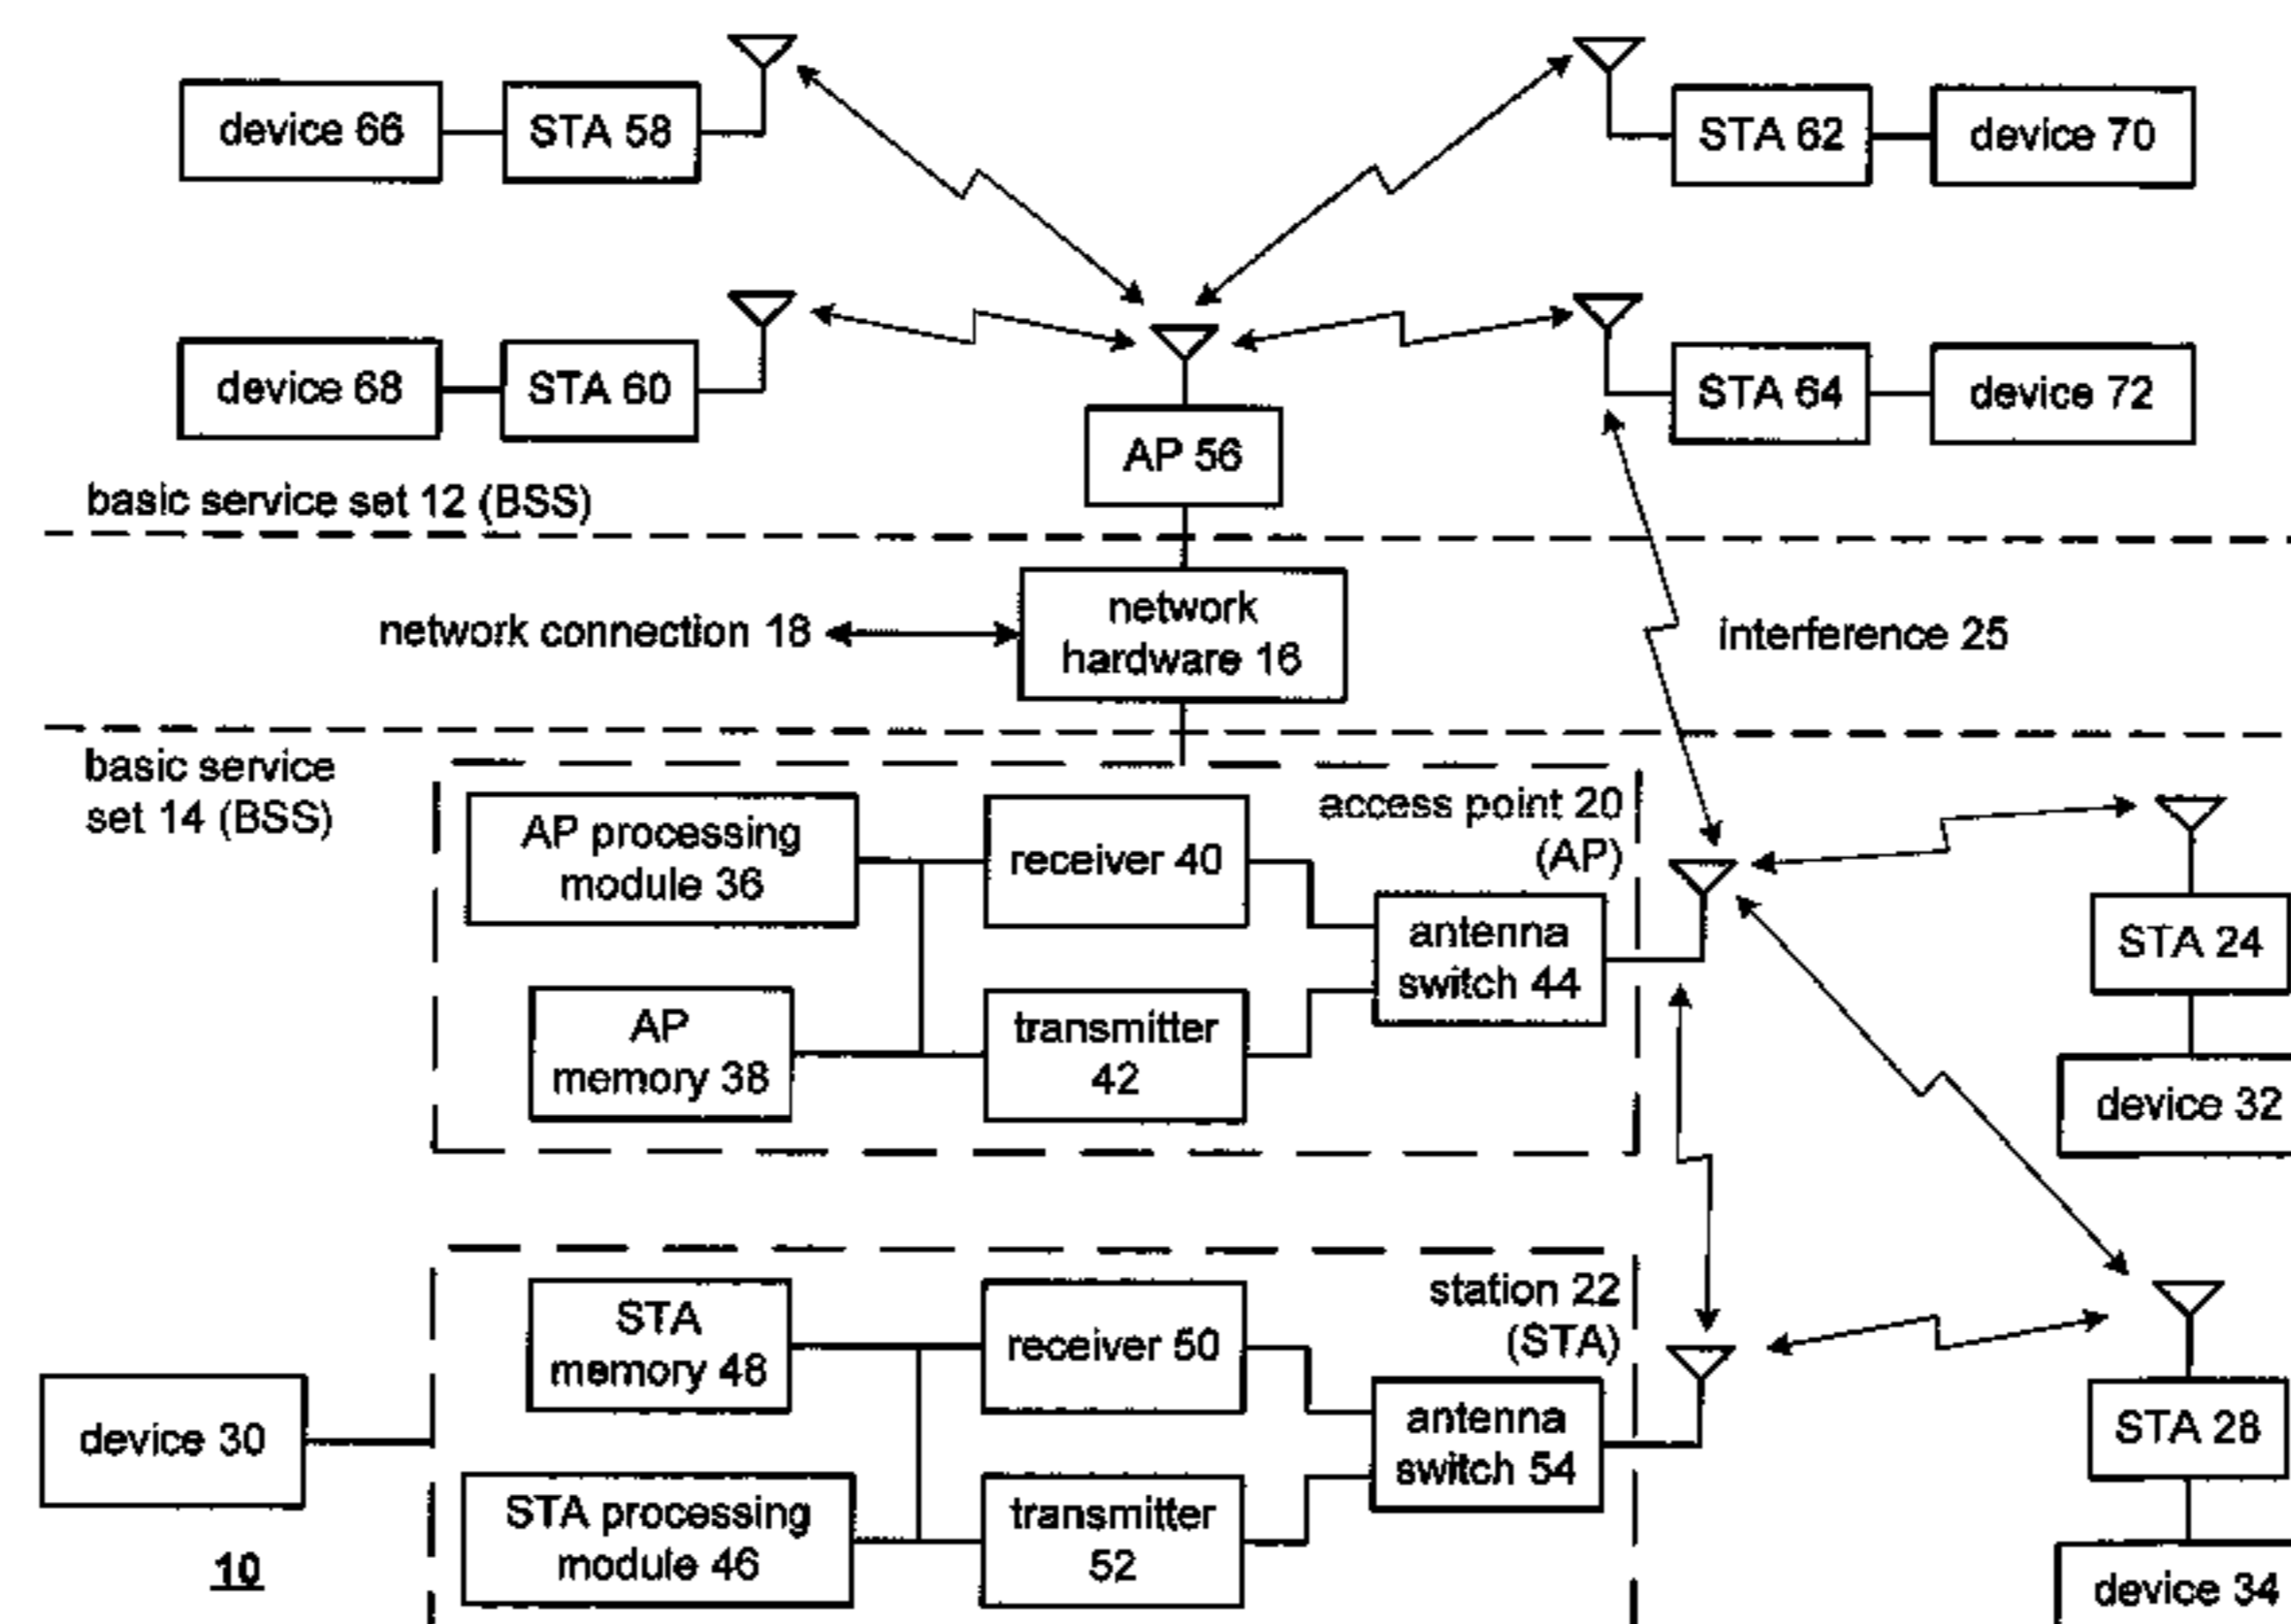 device 66
STA 58
STA 62
device 70
device 68
STA 60
STA 64
device 72
AP 56
basic service set 12 (BSS)
network connection 18
network
hardware 16
interference 25
basic service
set 14 (BSS)
access point 20
(AP)
AP processing
module 36
receiver 40
antenna
switch 44
STA 24
AP
memory 38
transmitter
42
device 32
station 22
(STA)
STA
memory 48
receiver 50
antenna
switch 54
STA 28
device 30
STA processing
module 46
transmitter
52
device 34
10